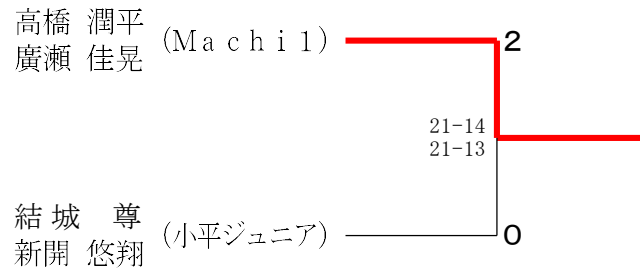 高橋 潤平
廣瀬 佳晃
(Ｍａｃｈｉ１)
2
21-14
21-13
結城 尊
新開 悠翔
(小平ジュニア)
0